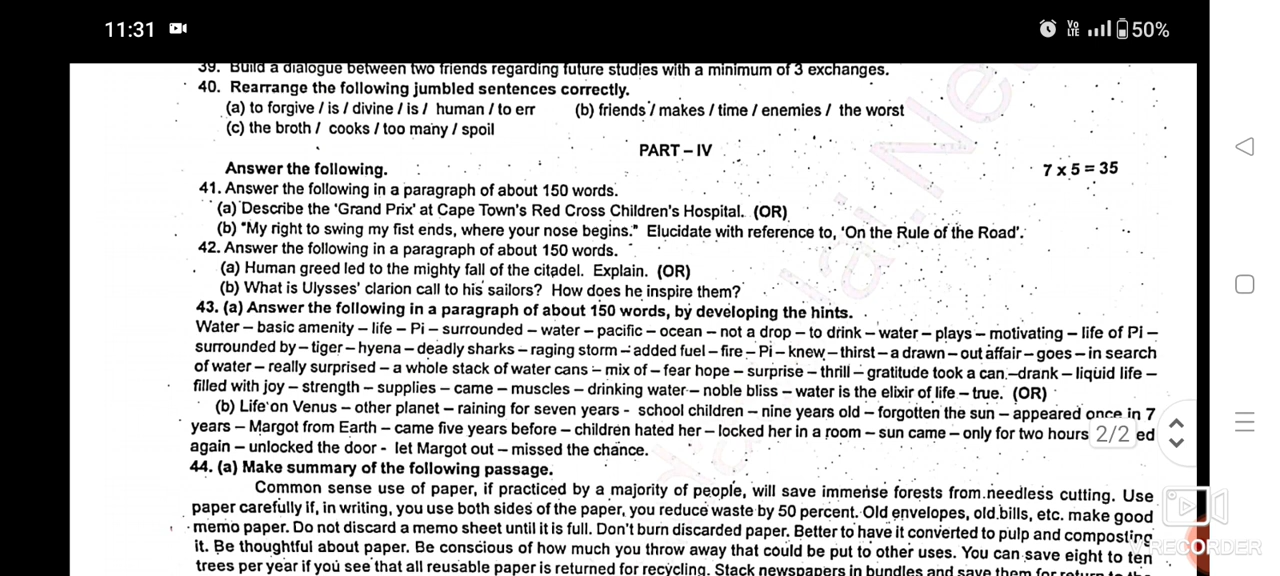 11:31
Vo LTE 50%
39. Build a dialogue between two friends regarding future studies with a minimum of 3 exchanges.
40. Rearrange the following jumbled sentences correctly.
(a) to forgive / is / divine / is / human / to err (b) friends / makes / time / enemies / the worst
(c) the broth / cooks / too many / spoil
PART – IV
Answer the following. 7 x 5 = 35
41. Answer the following in a paragraph of about 150 words.
(a) Describe the 'Grand Prix' at Cape Town's Red Cross Children's Hospital. (OR)
(b) "My right to swing my fist ends, where your nose begins." Elucidate with reference to, 'On the Rule of the Road'.
42. Answer the following in a paragraph of about 150 words.
(a) Human greed led to the mighty fall of the citadel. Explain. (OR)
(b) What is Ulysses' clarion call to his sailors? How does he inspire them?
43. (a) Answer the following in a paragraph of about 150 words, by developing the hints.
Water – basic amenity – life – Pi – surrounded – water – pacific – ocean – not a drop – to drink – water – plays – motivating – life of Pi –
surrounded by – tiger – hyena – deadly sharks – raging storm – added fuel – fire – Pi – knew – thirst – a drawn – out affair – goes – in search
of water – really surprised – a whole stack of water cans – mix of – fear hope – surprise – thrill – gratitude took a can – drank – liquid life –
filled with joy – strength – supplies – came – muscles – drinking water – noble bliss – water is the elixir of life – true. (OR)
(b) Life on Venus – other planet – raining for seven years - school children – nine years old – forgotten the sun – appeared once in 7
years – Margot from Earth – came five years before – children hated her – locked her in a room – sun came – only for two hours ed
2/2
again – unlocked the door - let Margot out – missed the chance.
44. (a) Make summary of the following passage.
Common sense use of paper, if practiced by a majority of people, will save immense forests from needless cutting. Use
paper carefully if, in writing, you use both sides of the paper, you reduce waste by 50 percent. Old envelopes, old bills, etc. make good
memo paper. Do not discard a memo sheet until it is full. Don't burn discarded paper. Better to have it converted to pulp and composting
it. Be thoughtful about paper. Be conscious of how much you throw away that could be put to other uses. You can save eight to ten
trees per year if you see that all reusable paper is returned for recycling. Stack newspapers in bundles and save them for return to the
RECORDER